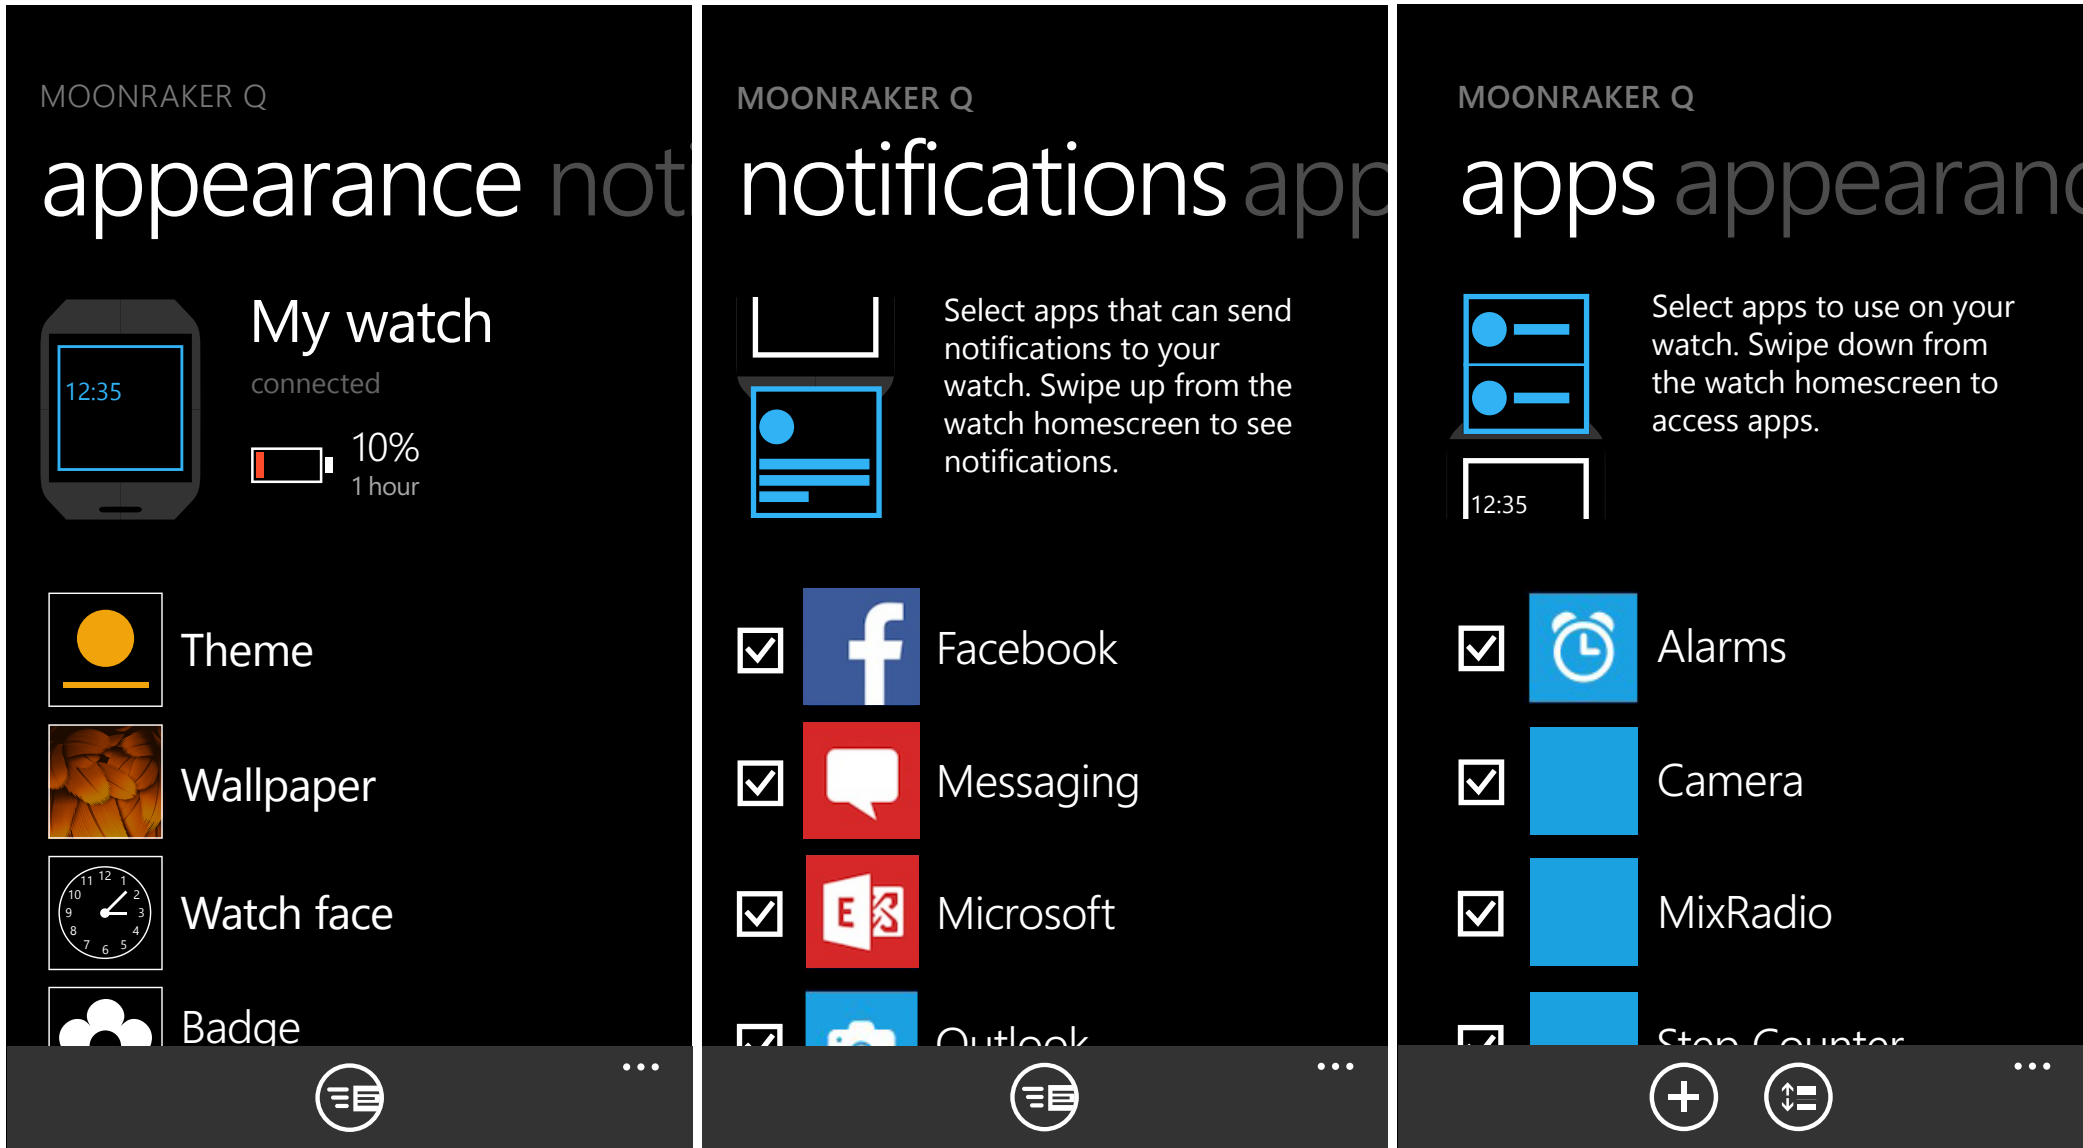 MOONRAKER Q
appearance noti
12:35
My watch
connected
10%
1 hour
Theme
Wallpaper
12
11 1
10 2
9 3
8 4
7 5
6
Watch face
Badge
MOONRAKER Q
notifications app
Select apps that can send
notifications to your
watch. Swipe up from the
watch homescreen to see
notifications.
f Facebook
Messaging
E Microsoft
Outlook
MOONRAKER Q
apps appearanc
Select apps to use on your
watch. Swipe down from
the watch homescreen to
access apps.
12:35
Alarms
Camera
MixRadio
Step Counter